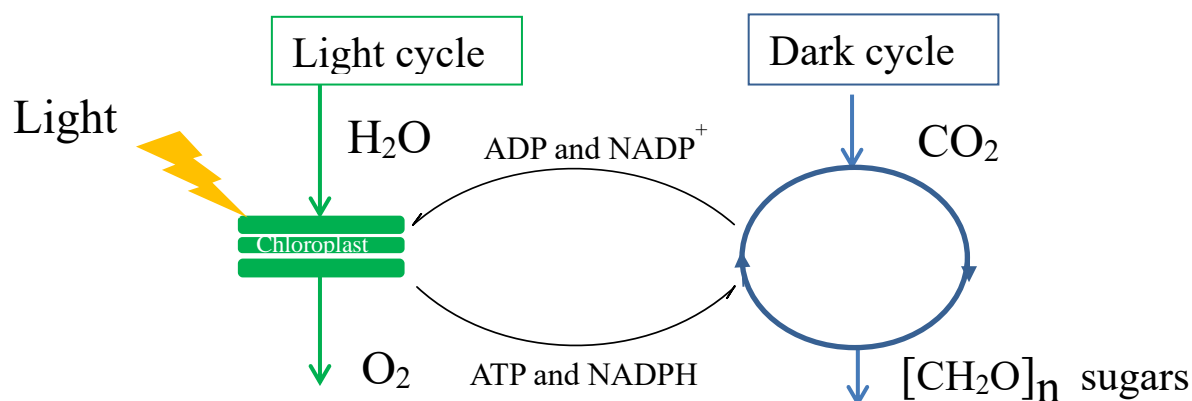 Light cycle
Dark cycle
Light
H₂O
ADP and NADP⁺
CO₂
Chloroplast
O₂
ATP and NADPH
[CH₂O]n sugars